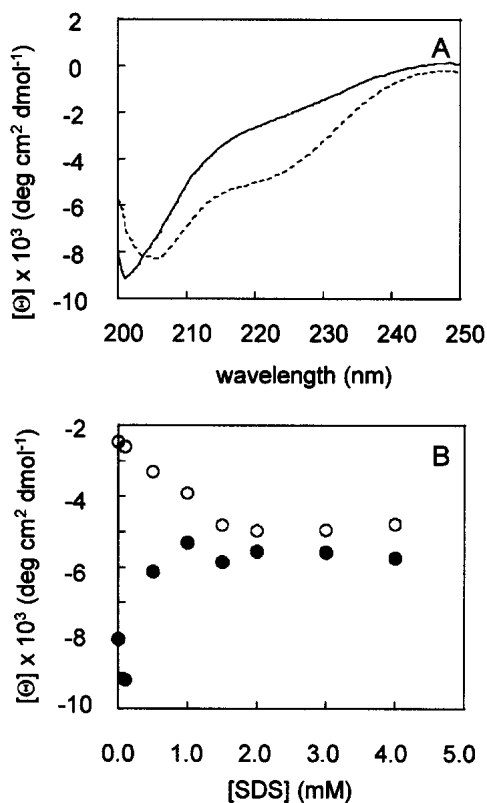 A
2
0
-2
-4
-6
-8
-10
[Θ] x 10³ (deg cm² dmol⁻¹)
200 210 220 230 240 250
wavelength (nm)
B
-2
-4
-6
-8
-10
[Θ] x 10³ (deg cm² dmol⁻¹)
0.0 1.0 2.0 3.0 4.0 5.0
[SDS] (mM)